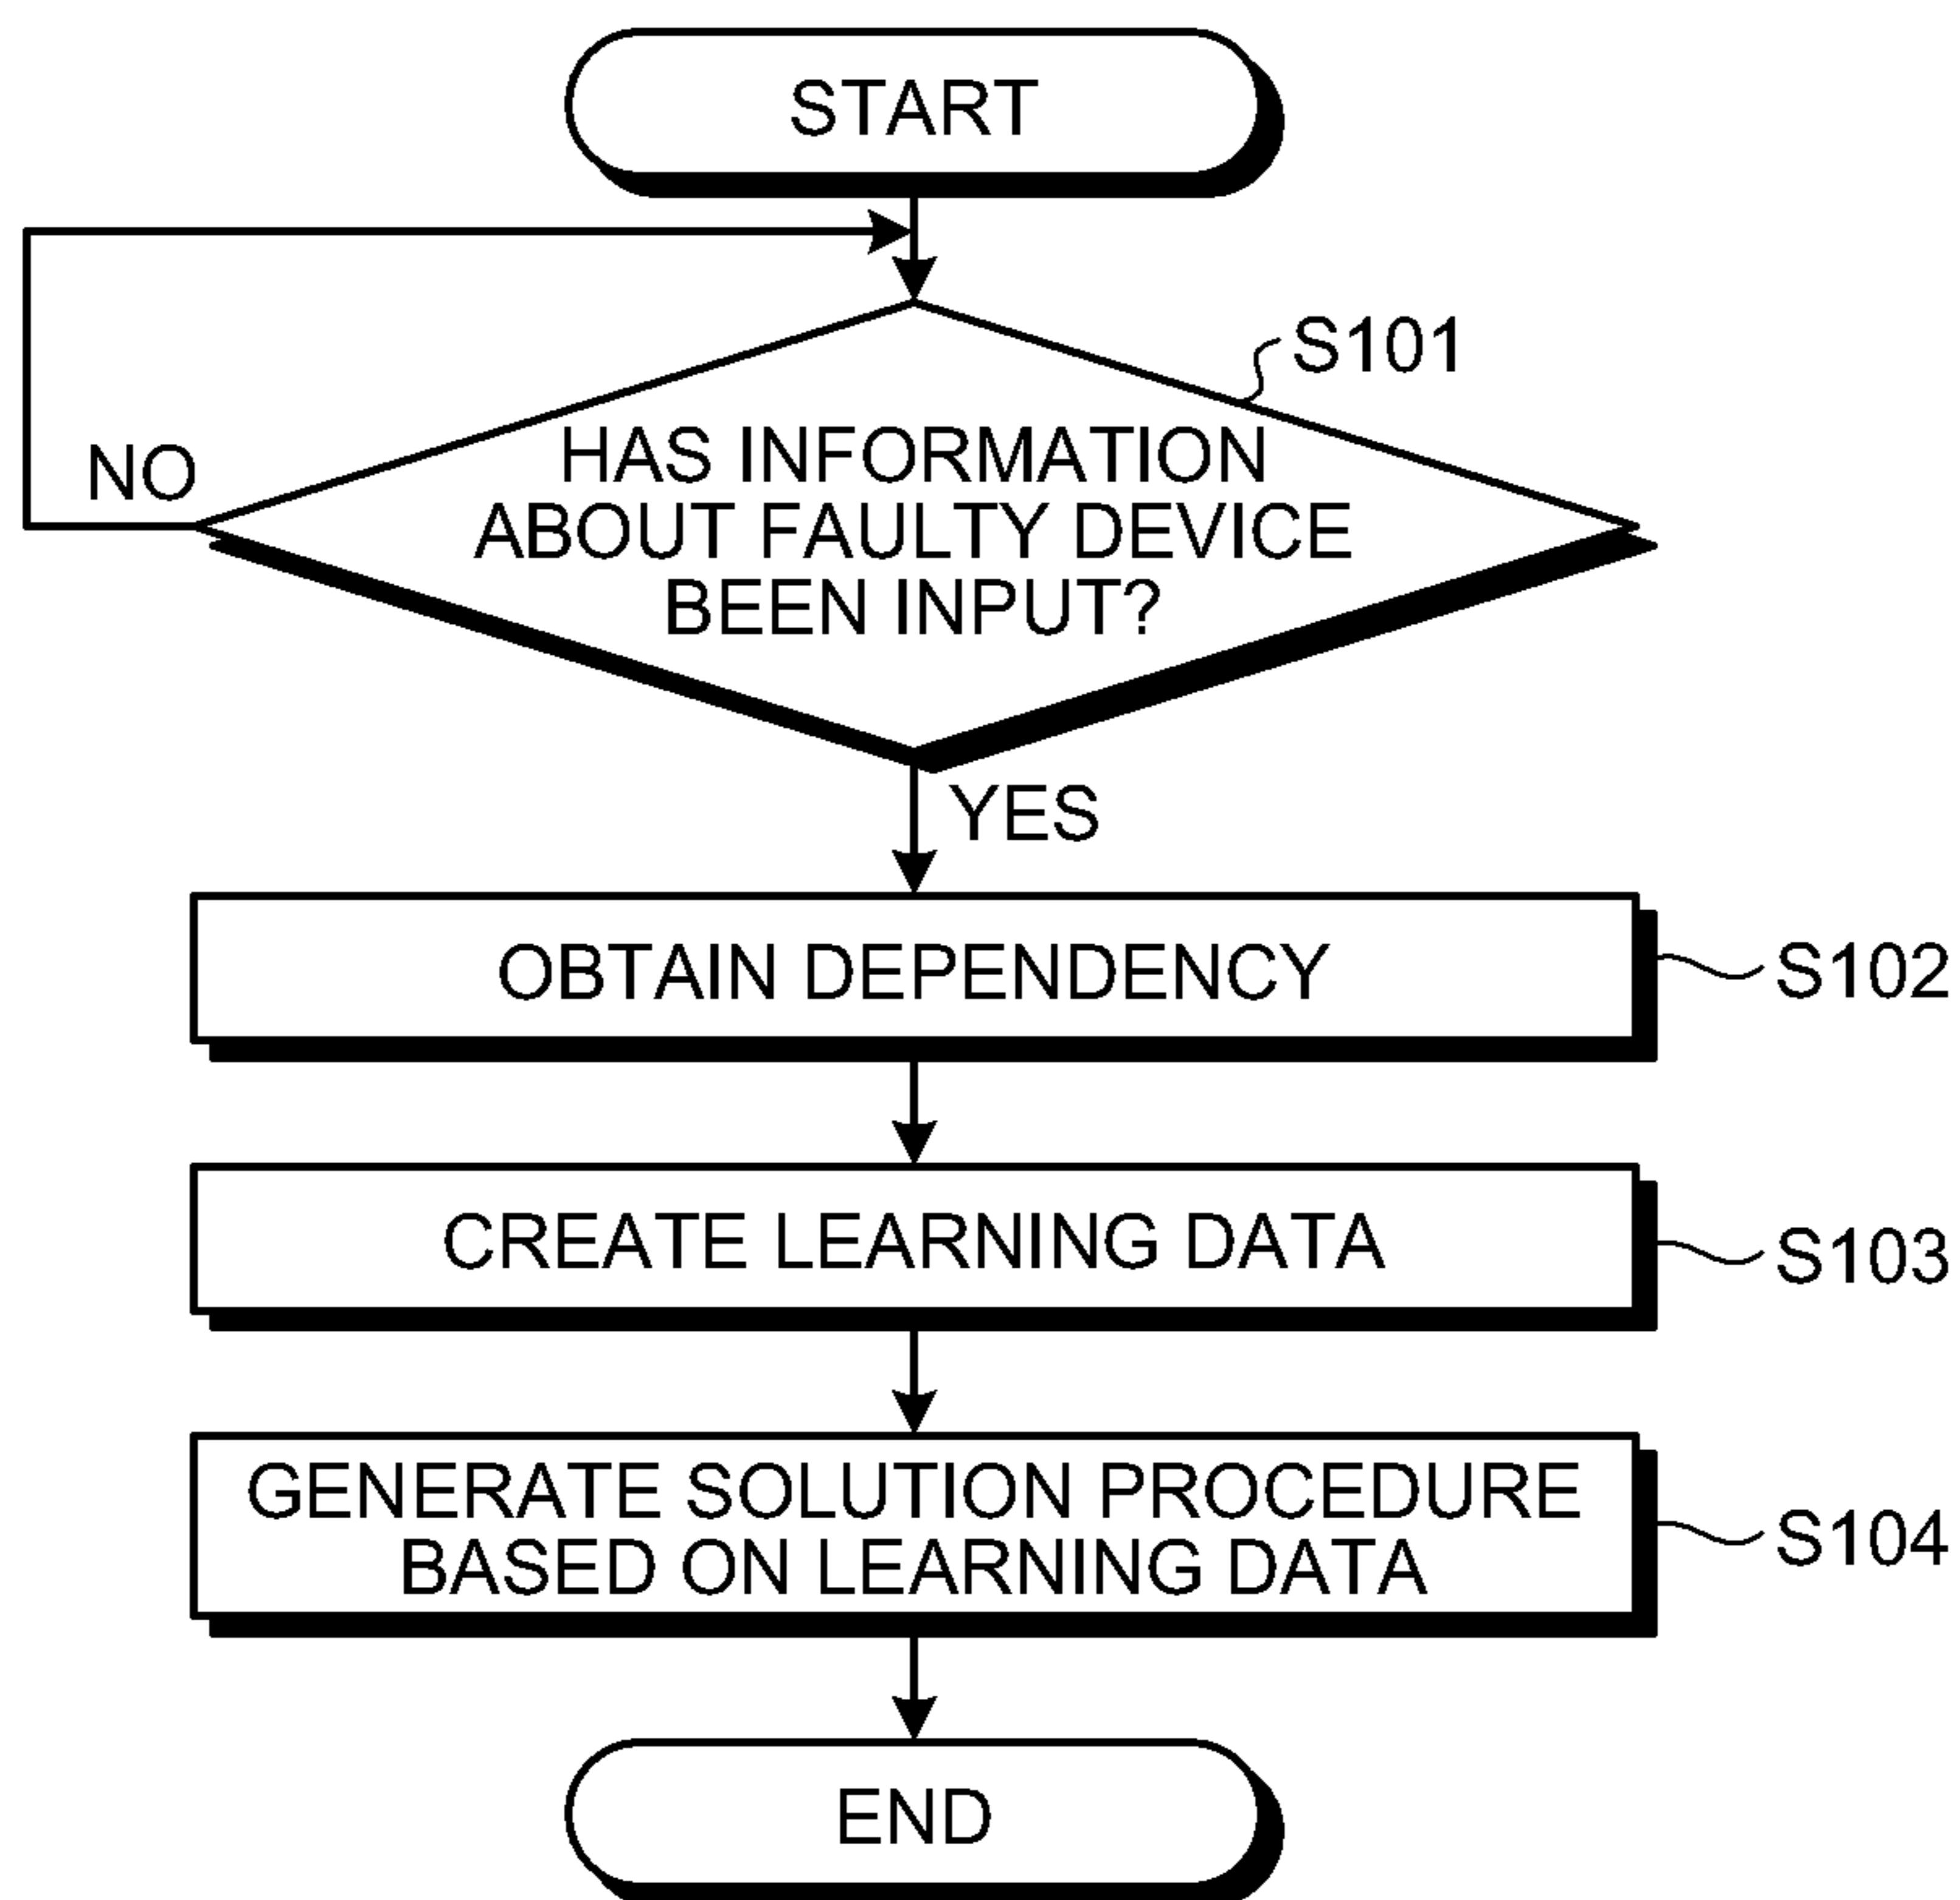 START
S101
HAS INFORMATION
ABOUT FAULTY DEVICE
BEEN INPUT?
NO
YES
OBTAIN DEPENDENCY
S102
CREATE LEARNING DATA
S103
GENERATE SOLUTION PROCEDURE
BASED ON LEARNING DATA
S104
END